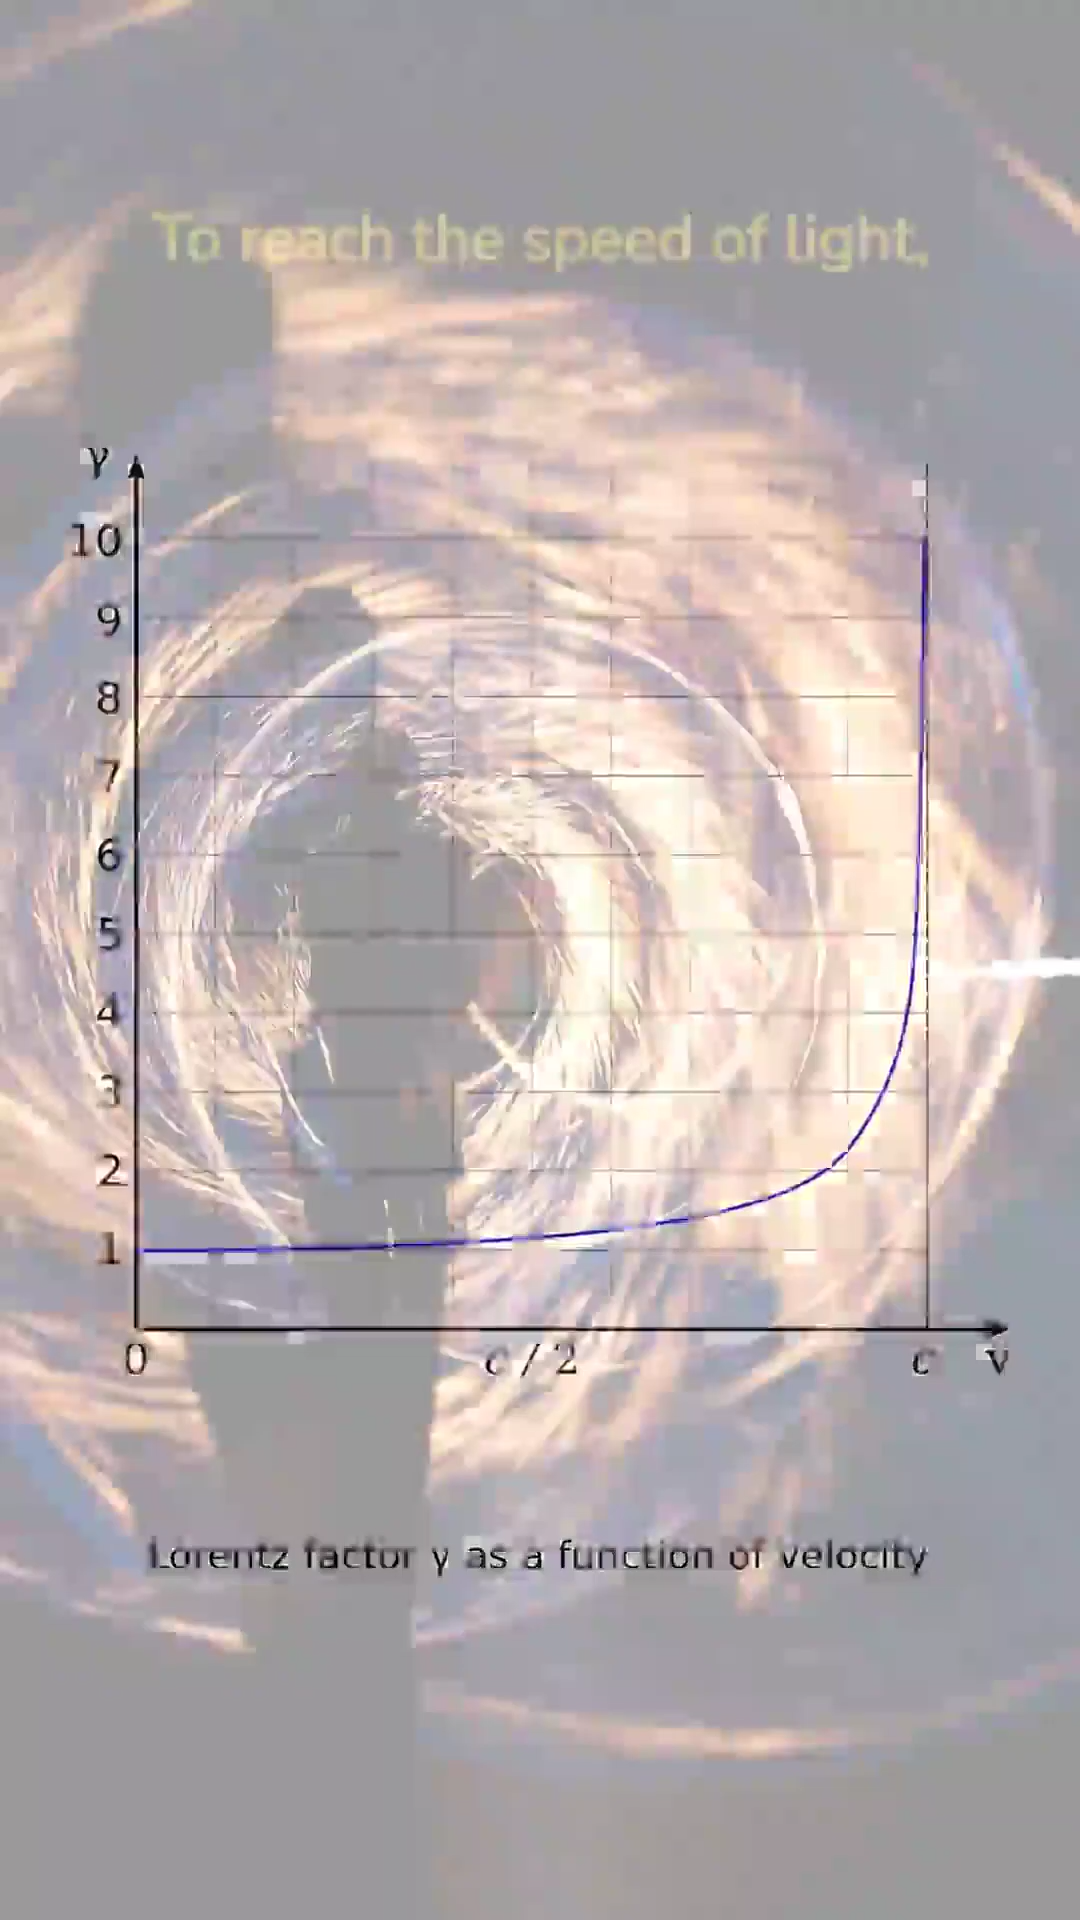 To reach the speed of light,
γ
10
9
8
7
6
5
4
3
2
1
0
c / 2
c
v
Lorentz factor γ as a function of velocity